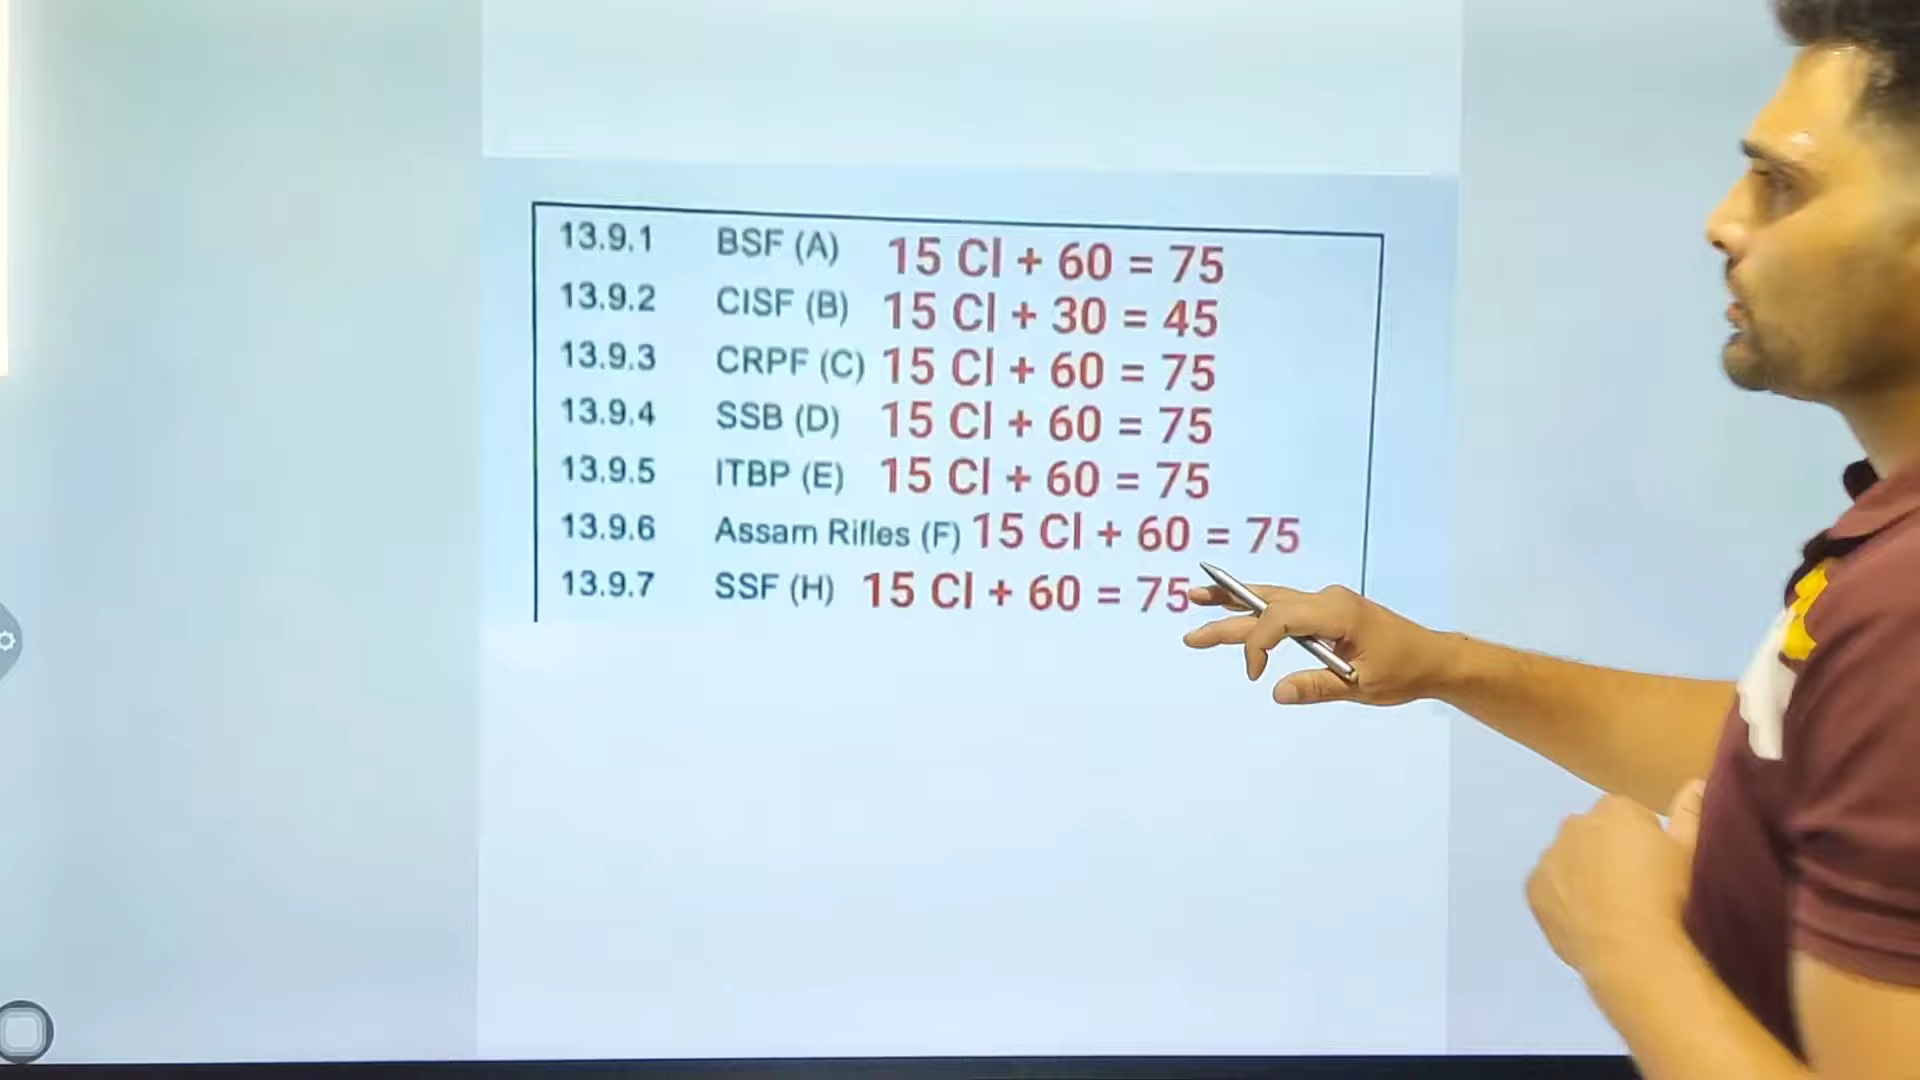 13.9.1 BSF (A) 15 Cl + 60 = 75
13.9.2 CISF (B) 15 Cl + 30 = 45
13.9.3 CRPF (C) 15 Cl + 60 = 75
13.9.4 SSB (D) 15 Cl + 60 = 75
13.9.5 ITBP (E) 15 Cl + 60 = 75
13.9.6 Assam Rifles (F) 15 Cl + 60 = 75
13.9.7 SSF (H) 15 Cl + 60 = 75